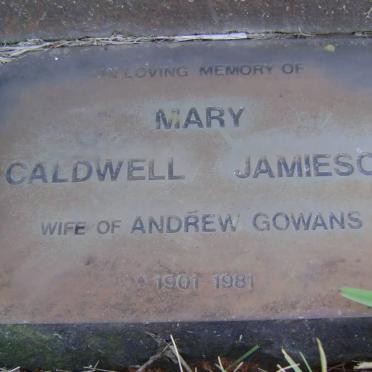 IN LOVING MEMORY OF
MARY
CALDWELL JAMIESO
WIFE OF ANDREW GOWANS
1901 1981